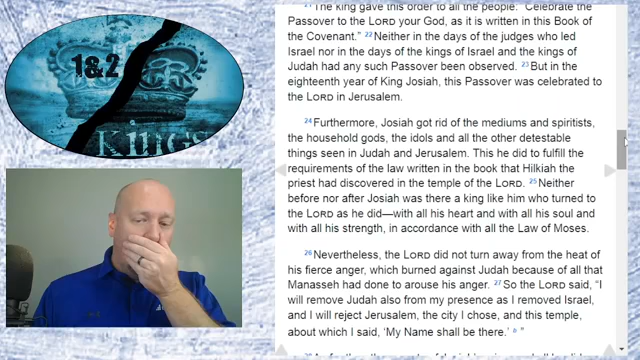 1&2
Kings
21 The king gave this order to all the people: "Celebrate the
Passover to the LORD your God, as it is written in this Book of
the Covenant." 22 Neither in the days of the judges who led
Israel nor in the days of the kings of Israel and the kings of
Judah had any such Passover been observed. 23 But in the
eighteenth year of King Josiah, this Passover was celebrated to
the LORD in Jerusalem.
24 Furthermore, Josiah got rid of the mediums and spiritists,
the household gods, the idols and all the other detestable
things seen in Judah and Jerusalem. This he did to fulfill the
requirements of the law written in the book that Hilkiah the
priest had discovered in the temple of the LORD. 25 Neither
before nor after Josiah was there a king like him who turned to
the LORD as he did—with all his heart and with all his soul and
with all his strength, in accordance with all the Law of Moses.
26 Nevertheless, the LORD did not turn away from the heat of
his fierce anger, which burned against Judah because of all that
Manasseh had done to arouse his anger. 27 So the LORD said, "I
will remove Judah also from my presence as I removed Israel,
and I will reject Jerusalem, the city I chose, and this temple,
about which I said, 'My Name shall be there.' "